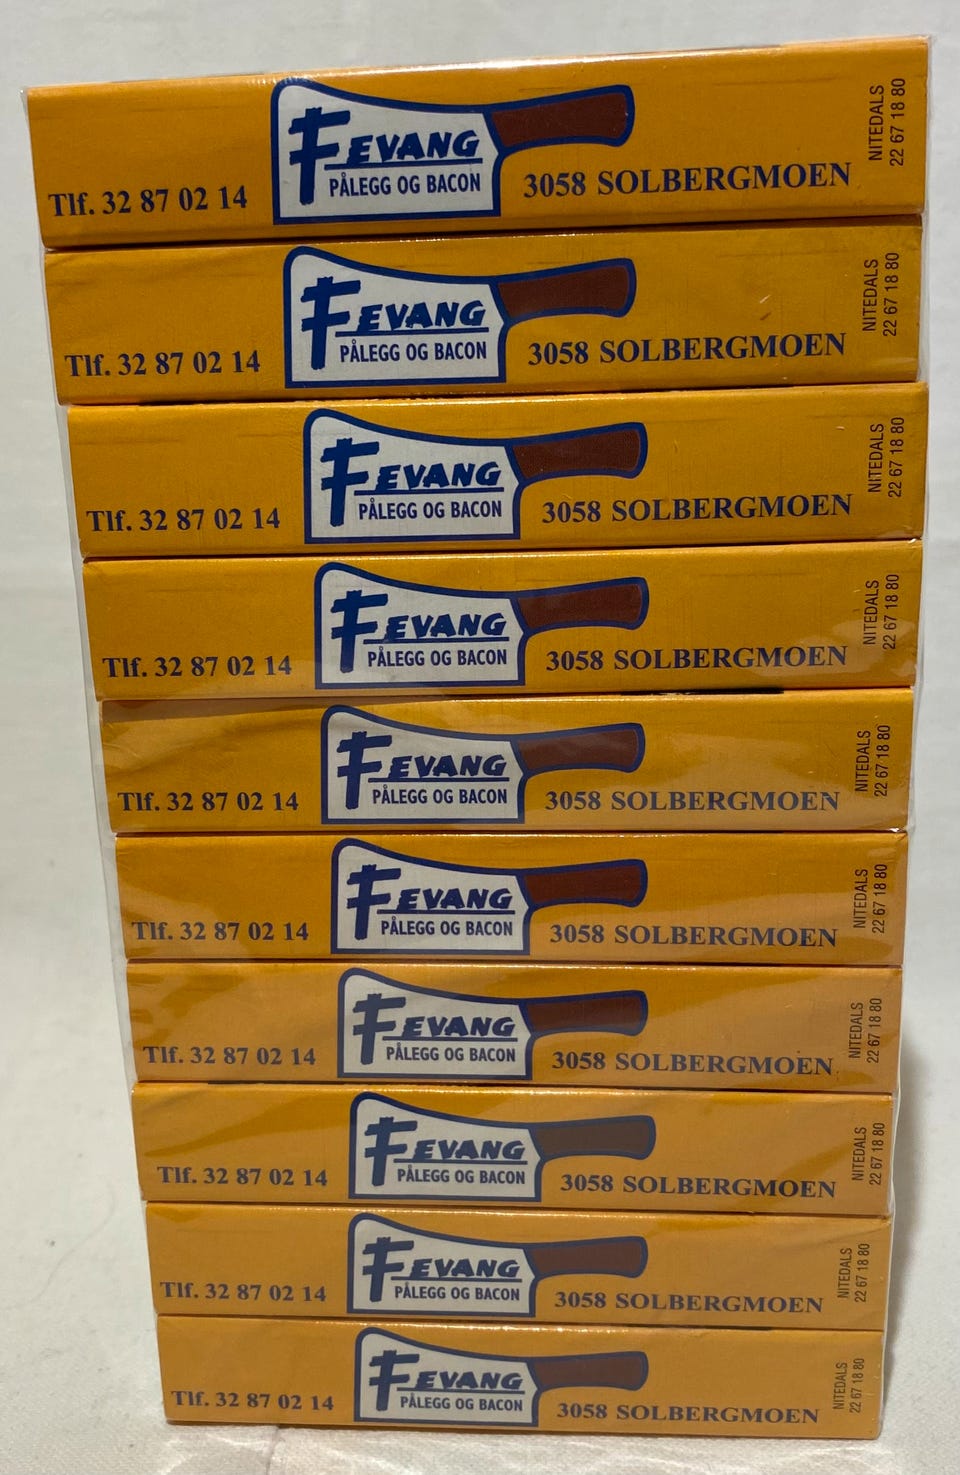 Tlf. 32 87 02 14
FEVANG
PÅLEGG OG BACON
3058 SOLBERGMOEN
NITEDALS
22 67 18 80
Tlf. 32 87 02 14
FEVANG
PÅLEGG OG BACON
3058 SOLBERGMOEN
NITEDALS
22 67 18 80
Tlf. 32 87 02 14
FEVANG
PÅLEGG OG BACON
3058 SOLBERGMOEN
NITEDALS
22 67 18 80
Tlf. 32 87 02 14
FEVANG
PÅLEGG OG BACON
3058 SOLBERGMOEN
NITEDALS
22 67 18 80
Tlf. 32 87 02 14
FEVANG
PÅLEGG OG BACON
3058 SOLBERGMOEN
NITEDALS
22 67 18 80
Tlf. 32 87 02 14
FEVANG
PÅLEGG OG BACON
3058 SOLBERGMOEN
NITEDALS
22 67 18 80
Tlf. 32 87 02 14
FEVANG
PÅLEGG OG BACON
3058 SOLBERGMOEN
NITEDALS
22 67 18 80
Tlf. 32 87 02 14
FEVANG
PÅLEGG OG BACON
3058 SOLBERGMOEN
NITEDALS
22 67 18 80
Tlf. 32 87 02 14
FEVANG
PÅLEGG OG BACON
3058 SOLBERGMOEN
NITEDALS
22 67 18 80
Tlf. 32 87 02 14
FEVANG
PÅLEGG OG BACON
3058 SOLBERGMOEN
NITEDALS
22 67 18 80